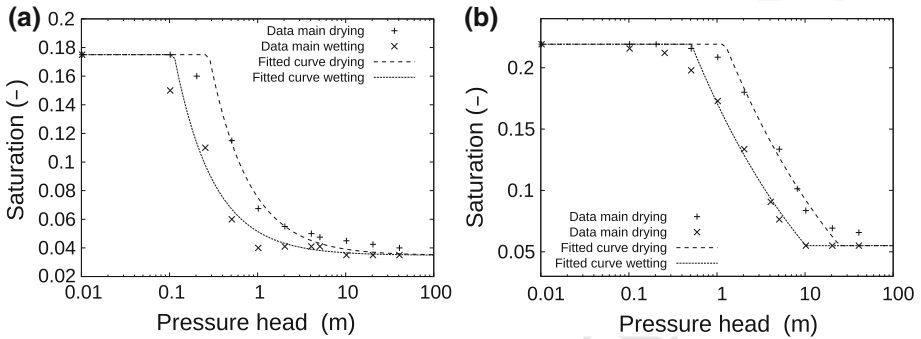 (a)
0.2
0.18
0.16
0.14
0.12
0.1
0.08
0.06
0.04
0.02
Saturation (−)
Data main drying
Data main wetting
Fitted curve drying
Fitted curve wetting
0.01 0.1 1 10 100
Pressure head (m)
(b)
0.2
0.15
0.1
0.05
Saturation (−)
Data main drying
Data main drying
Fitted curve drying
Fitted curve wetting
0.01 0.1 1 10 100
Pressure head (m)